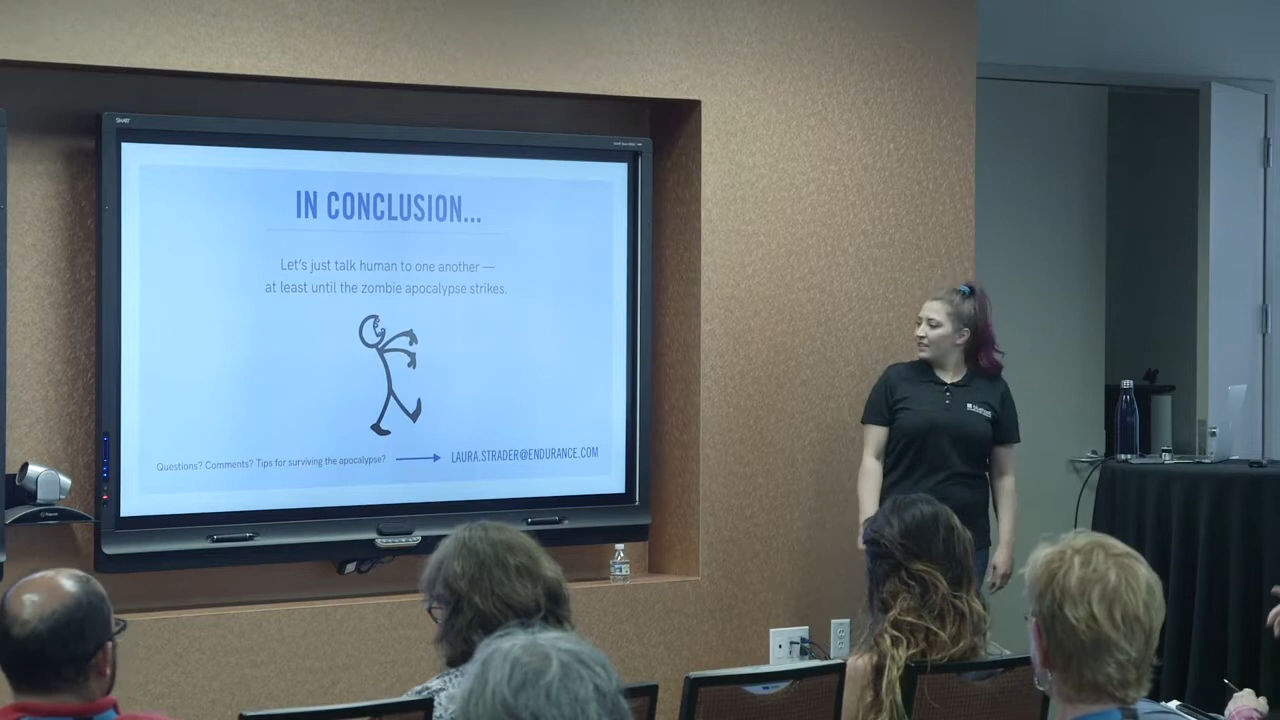 SMART
IN CONCLUSION...
Let's just talk human to one another —
at least until the zombie apocalypse strikes.
Questions? Comments? Tips for surviving the apocalypse?
LAURA.STRADER@ENDURANCE.COM